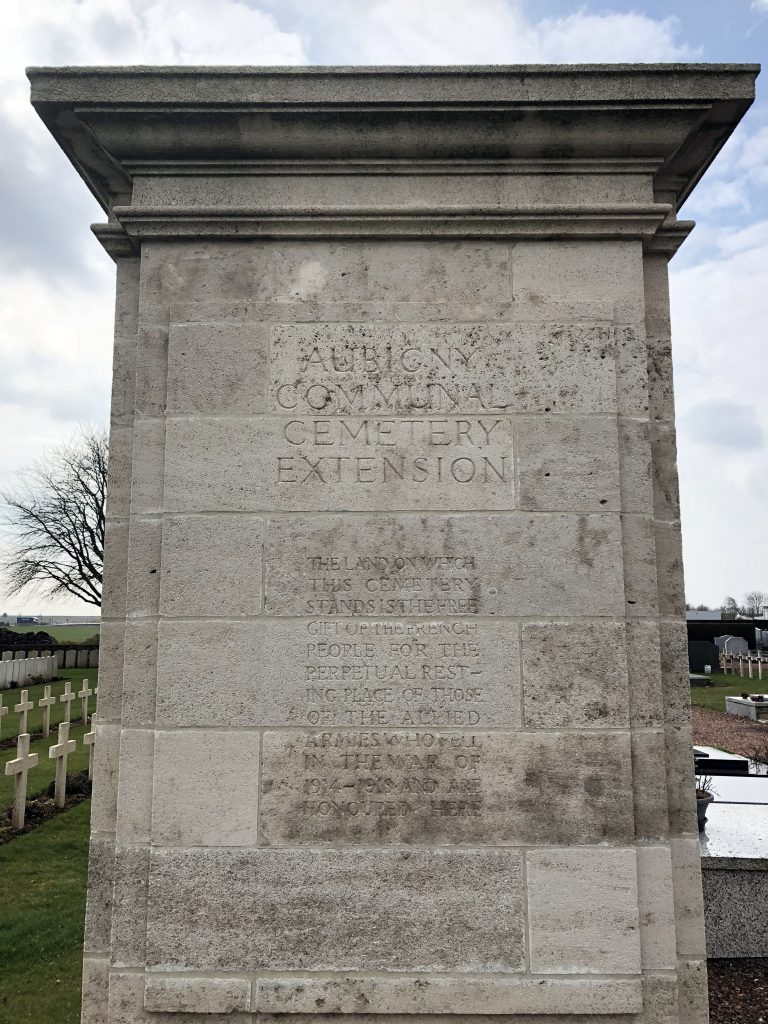 AUBIGNY
COMMUNAL
CEMETERY
EXTENSION
THE LAND ON WHICH
THIS CEMETERY
STANDS IS THE FREE
GIFT OF THE FRENCH
PEOPLE FOR THE
PERPETUAL REST-
ING PLACE OF THOSE
OF THE ALLIED
ARMIES WHO FELL
IN THE WAR OF
1914-1918 AND ARE
HONOURED HERE